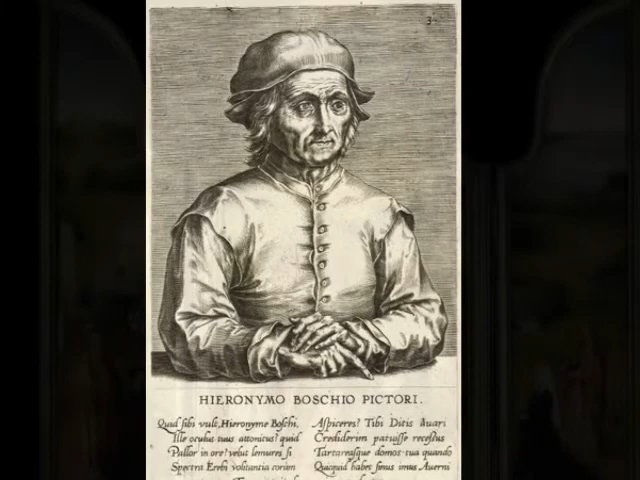 3
HIERONYMO BOSCHIO PICTORI.
Quid sibi vult, Hieronyme Boschi,
Ille oculus tuus attonitus? quid
Pallor in ore? velut lemures si
Spectra Erebi volitantia coram
Aspiceres? Tibi Ditis Auari
Crediderim patuisse recessus
Tartareasque domos tua quando
Quicquid habet sinus imus Averni